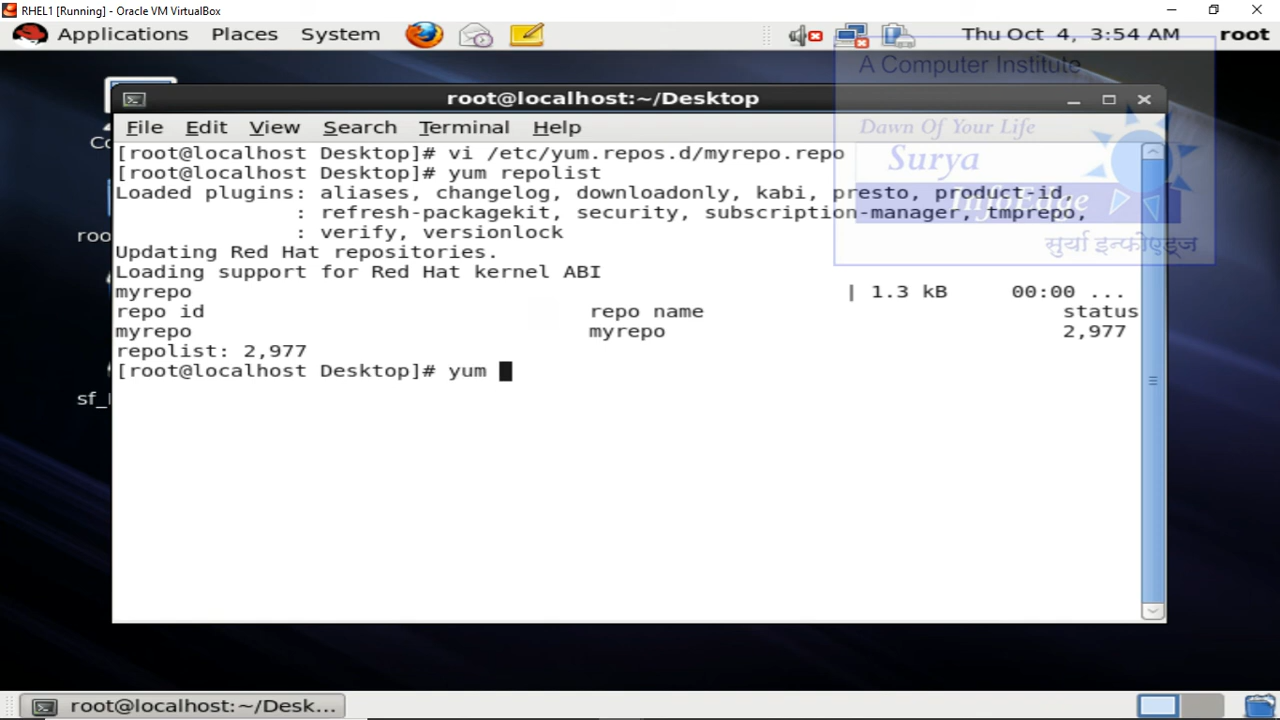 RHEL1 [Running] - Oracle VM VirtualBox
Applications Places System
Thu Oct 4, 3:54 AM root
A Computer Institute
root@localhost:~/Desktop
File Edit View Search Terminal Help
Dawn Of Your Life
Surya
InfoEdge
सुर्या इन्फोएड्ज
[root@localhost Desktop]# vi /etc/yum.repos.d/myrepo.repo
[root@localhost Desktop]# yum repolist
Loaded plugins: aliases, changelog, downloadonly, kabi, presto, product-id,
: refresh-packagekit, security, subscription-manager, tmprepo,
: verify, versionlock
Updating Red Hat repositories.
Loading support for Red Hat kernel ABI
myrepo | 1.3 kB 00:00 ...
repo id repo name status
myrepo myrepo 2,977
repolist: 2,977
[root@localhost Desktop]# yum
root@localhost:~/Desk...